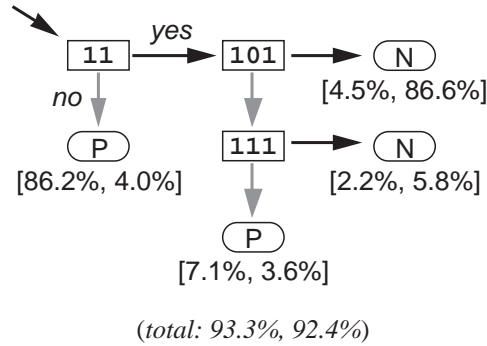 yes
11
101
N
no
[4.5%, 86.6%]
P
111
N
[86.2%, 4.0%]
[2.2%, 5.8%]
P
[7.1%, 3.6%]
(total: 93.3%, 92.4%)